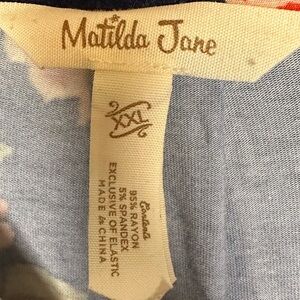 Matilda Jane
XXL
Contents
95% RAYON
5% SPANDEX
EXCLUSIVE OF ELASTIC
MADE In CHINA